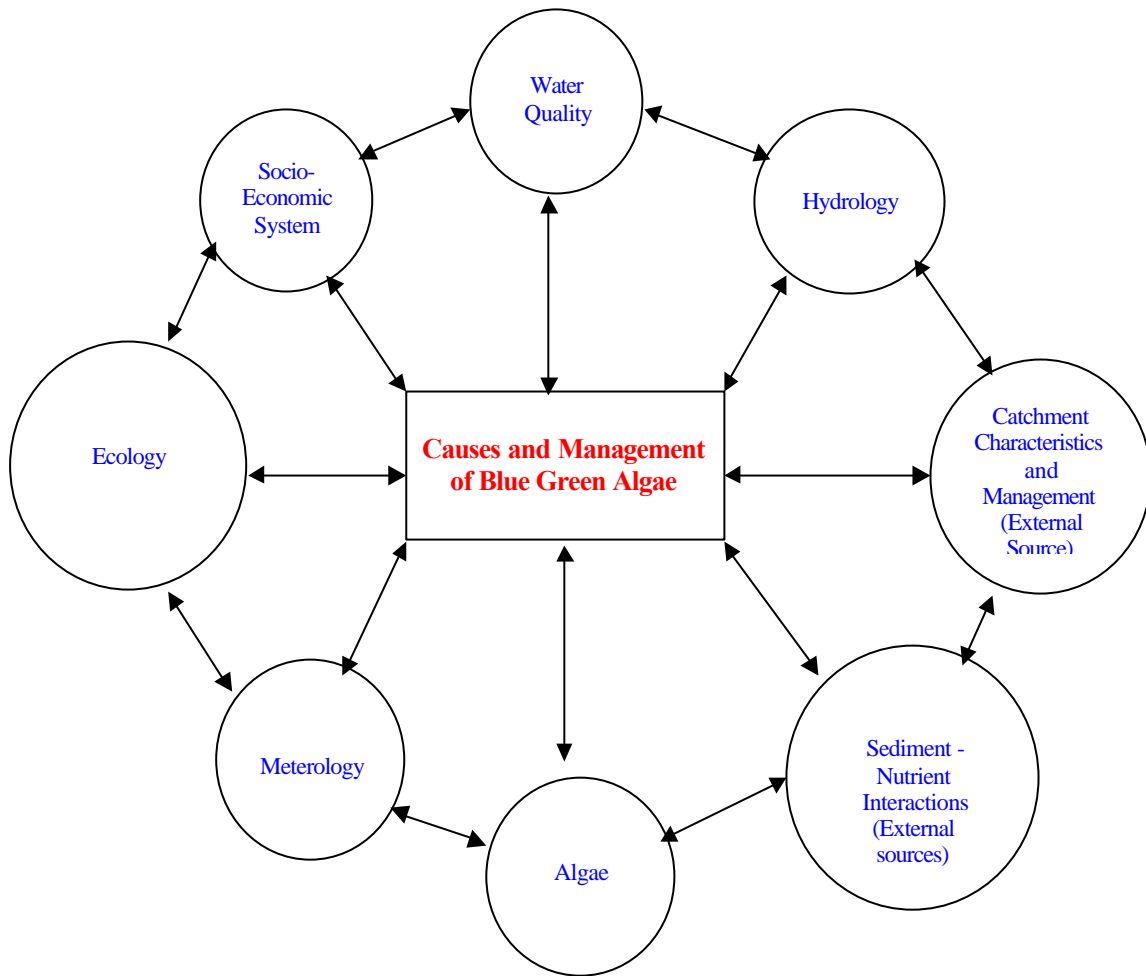 Water
Quality
Socio-
Economic
System
Hydrology
Ecology
Causes and Management
of Blue Green Algae
Catchment
Characteristics
and
Management
(External
Source)
Meterology
Sediment -
Nutrient
Interactions
(External
sources)
Algae